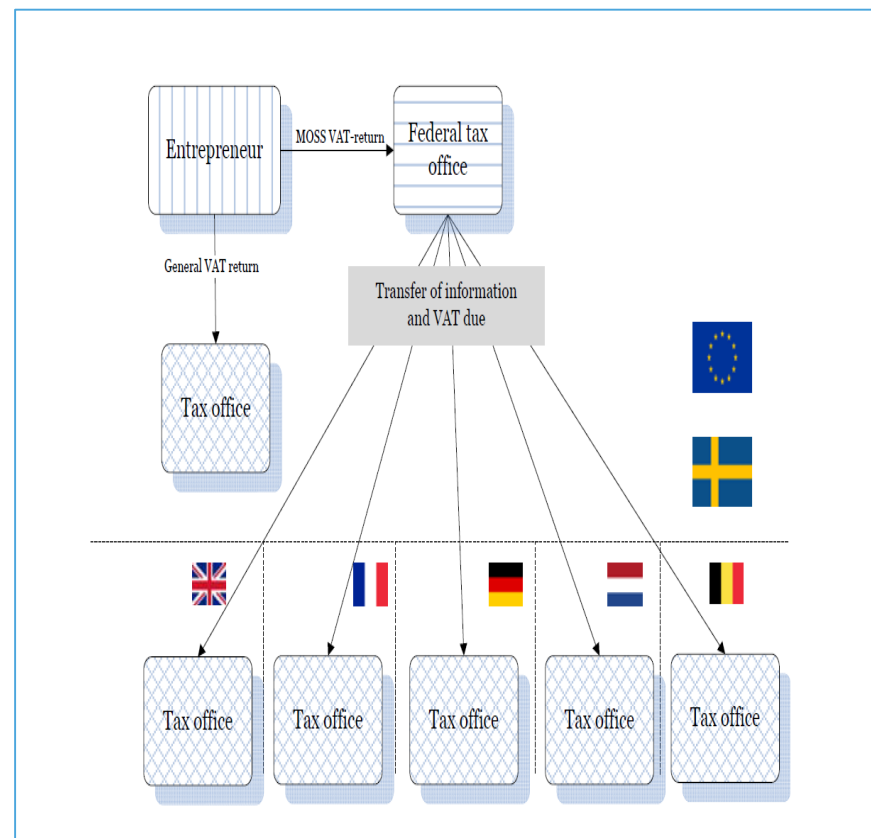 Entrepreneur
MOSS VAT-return
Federal tax
office
General VAT return
Transfer of information
and VAT due
Tax office
Tax office
Tax office
Tax office
Tax office
Tax office